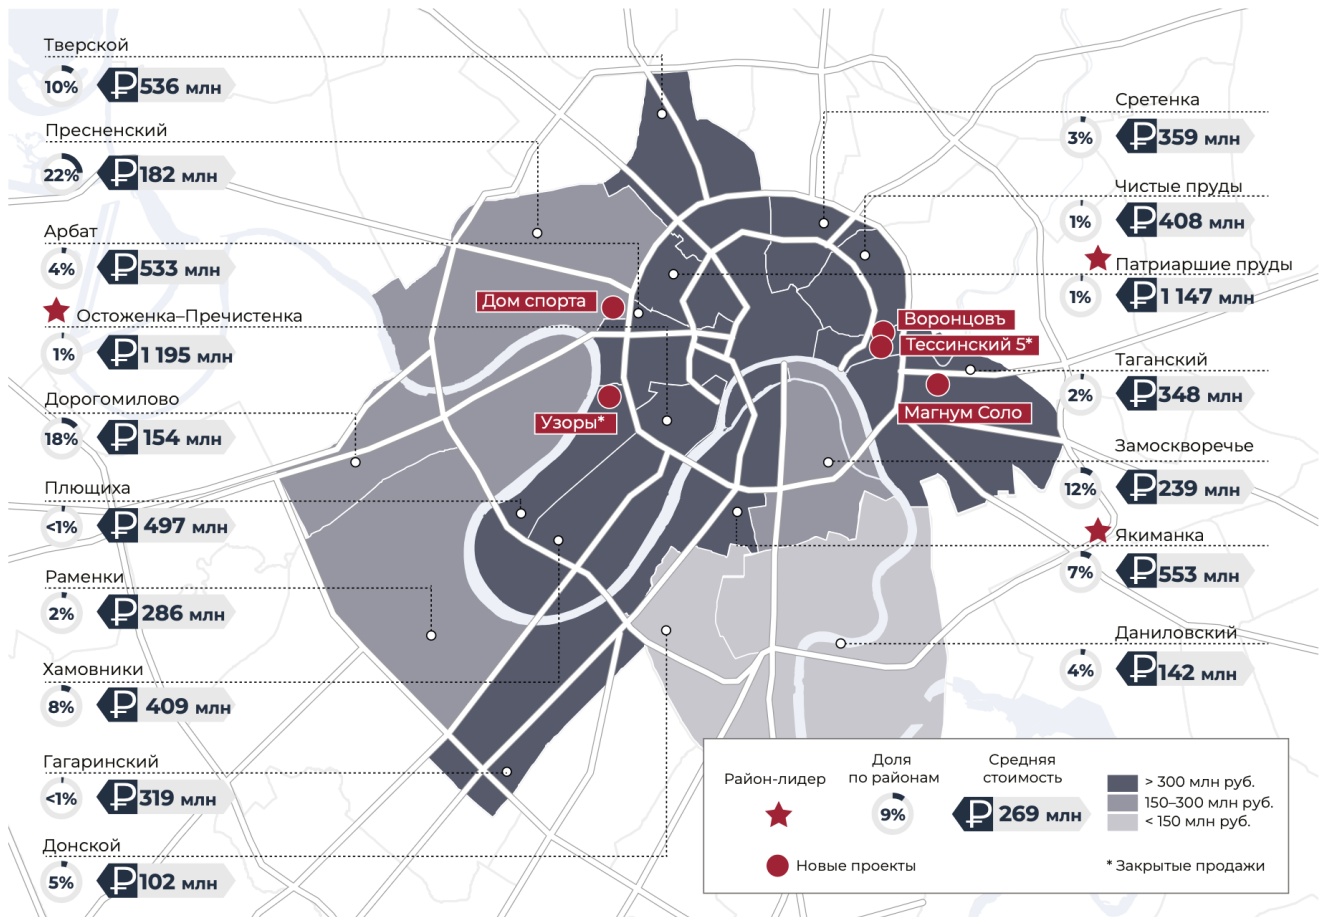 Тверской
10%
₽ 536 млн
Пресненский
22%
₽ 182 млн
Арбат
4%
₽ 533 млн
Остоженка–Пречистенка
1%
₽ 1 195 млн
Дорогомилово
18%
₽ 154 млн
Плющиха
<1%
₽ 497 млн
Раменки
2%
₽ 286 млн
Хамовники
8%
₽ 409 млн
Гагаринский
<1%
₽ 319 млн
Донской
5%
₽ 102 млн
Дом спорта
Узоры*
Воронцовъ
Тессинский 5*
Магнум Соло
Сретенка
3%
₽ 359 млн
Чистые пруды
1%
₽ 408 млн
Патриаршие пруды
1%
₽ 1 147 млн
Таганский
2%
₽ 348 млн
Замоскворечье
12%
₽ 239 млн
Якиманка
7%
₽ 553 млн
Даниловский
4%
₽ 142 млн
Район-лидер
Доля
по районам
9%
Средняя
стоимость
₽ 269 млн
> 300 млн руб.
150–300 млн руб.
< 150 млн руб.
Новые проекты
* Закрытые продажи